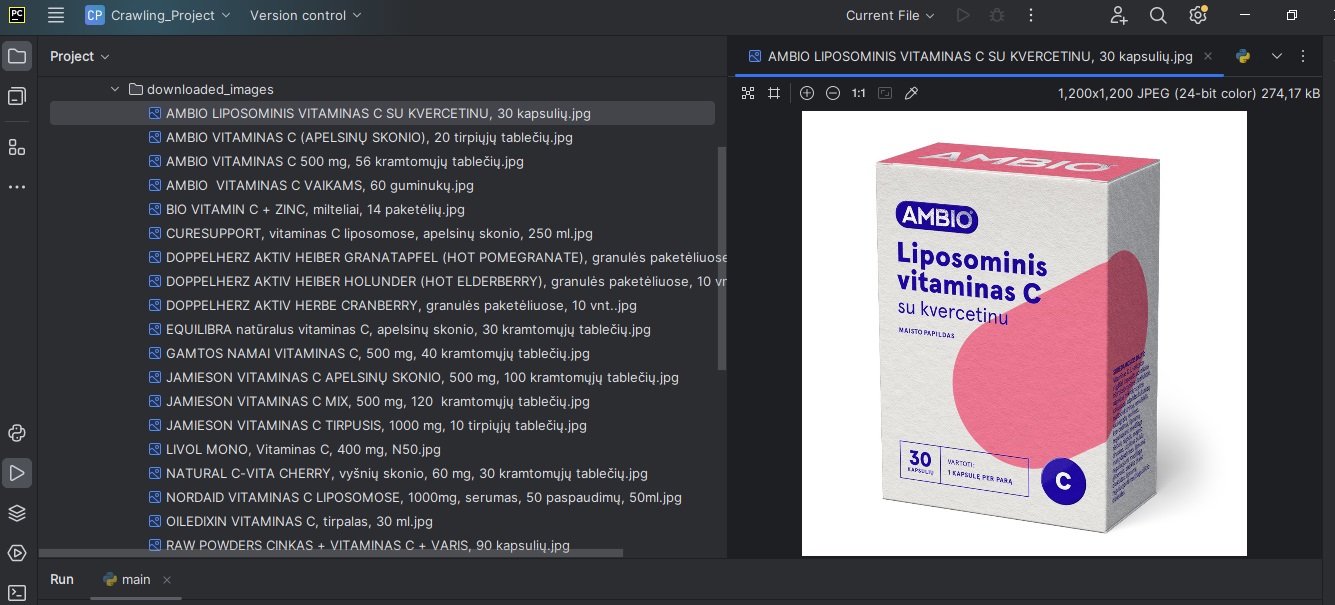 PC
CP Crawling_Project
Version control
Current File
Project
downloaded_images
AMBIO LIPOSOMINIS VITAMINAS C SU KVERCETINU, 30 kapsulių.jpg
AMBIO VITAMINAS C (APELSINŲ SKONIO), 20 tirpiųjų tablečių.jpg
AMBIO VITAMINAS C 500 mg, 56 kramtomųjų tablečių.jpg
AMBIO  VITAMINAS C VAIKAMS, 60 guminukų.jpg
BIO VITAMIN C + ZINC, milteliai, 14 paketėlių.jpg
CURESUPPORT, vitaminas C liposomose, apelsinų skonio, 250 ml.jpg
DOPPELHERZ AKTIV HEIBER GRANATAPFEL (HOT POMEGRANATE), granulės paketėliuose
DOPPELHERZ AKTIV HEIBER HOLUNDER (HOT ELDERBERRY), granulės paketėliuose, 10 vn
DOPPELHERZ AKTIV HERBE CRANBERRY, granulės paketėliuose, 10 vnt..jpg
EQUILIBRA natūralus vitaminas C, apelsinų skonio, 30 kramtomųjų tablečių.jpg
GAMTOS NAMAI VITAMINAS C, 500 mg, 40 kramtomųjų tablečių.jpg
JAMIESON VITAMINAS C APELSINŲ SKONIO, 500 mg, 100 kramtomųjų tablečių.jpg
JAMIESON VITAMINAS C MIX, 500 mg, 120  kramtomųjų tablečių.jpg
JAMIESON VITAMINAS C TIRPUSIS, 1000 mg, 10 tirpiųjų tablečių.jpg
LIVOL MONO, Vitaminas C, 400 mg, N50.jpg
NATURAL C-VITA CHERRY, vyšnių skonio, 60 mg, 30 kramtomųjų tablečių.jpg
NORDAID VITAMINAS C LIPOSOMOSE, 1000mg, serumas, 50 paspaudimų, 50ml.jpg
OILEDIXIN VITAMINAS C, tirpalas, 30 ml.jpg
RAW POWDERS CINKAS + VITAMINAS C + VARIS, 90 kapsulių.jpg
AMBIO LIPOSOMINIS VITAMINAS C SU KVERCETINU, 30 kapsulių.jpg
1:1
1,200x1,200 JPEG (24-bit color) 274,17 kB
AMBIO
AMBIO
Liposominis
vitaminas C
su kvercetinu
MAISTO PAPILDAS
30
KAPSULIŲ
VARTOTI:
1 KAPSULĘ PER PARĄ
C
Run
main